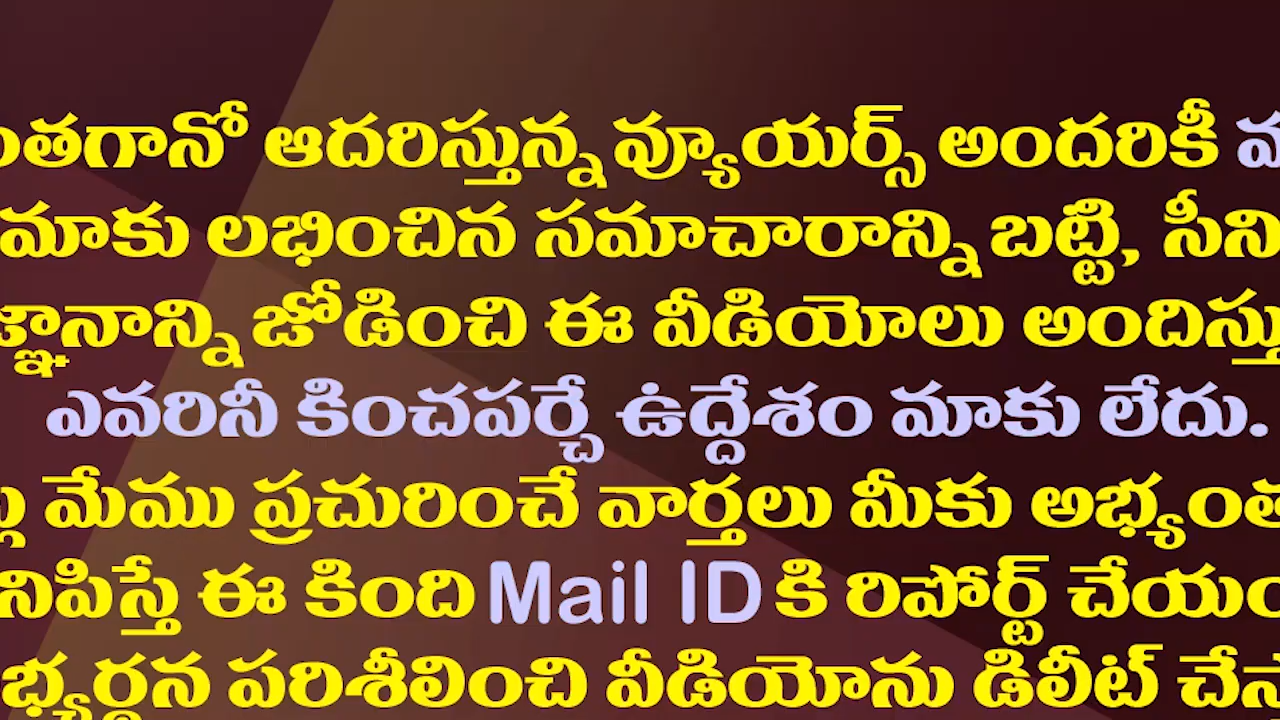 ంతగానో ఆదరిస్తున్న వ్యూయర్స్ అందరికీ
మాకు లభించిన సమాచారాన్ని బట్టి, సీని
జ్ఞానాన్ని జోడించి ఈ వీడియోలు అందిస్తు
ఎవరినీ కించపర్చే ఉద్దేశం మాకు లేదు.
మేము ప్రచురించే వార్తలు మీకు అభ్యంత
నిపిస్తే ఈ కింది Mail ID కి రిపోర్ట్ చేయం
భ్యర్థన పరిశీలించి వీడియోను డిలీట్ చేస